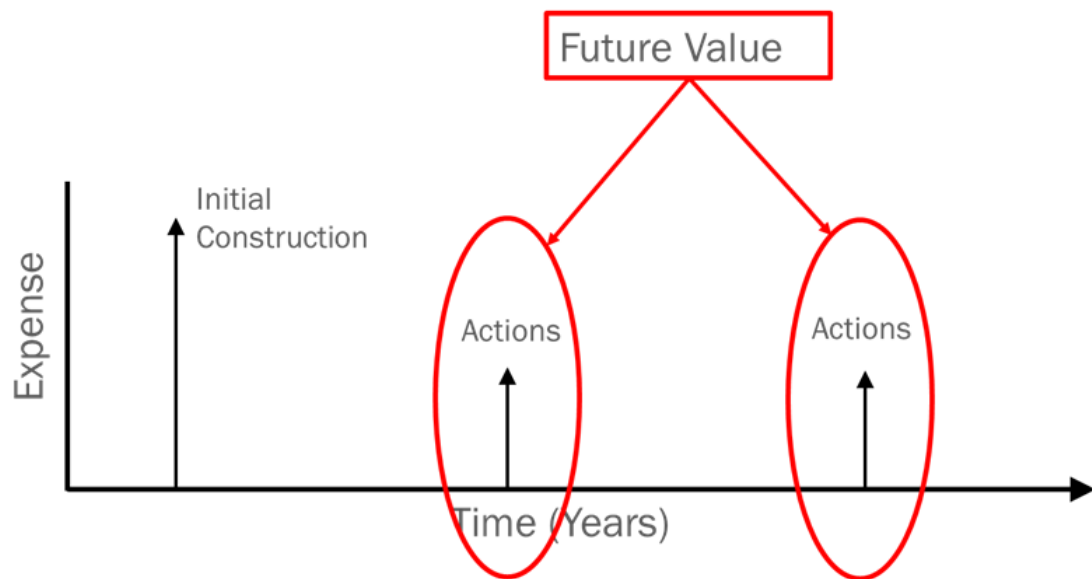 Future Value
Initial
Construction
Actions
Actions
Expense
Time (Years)